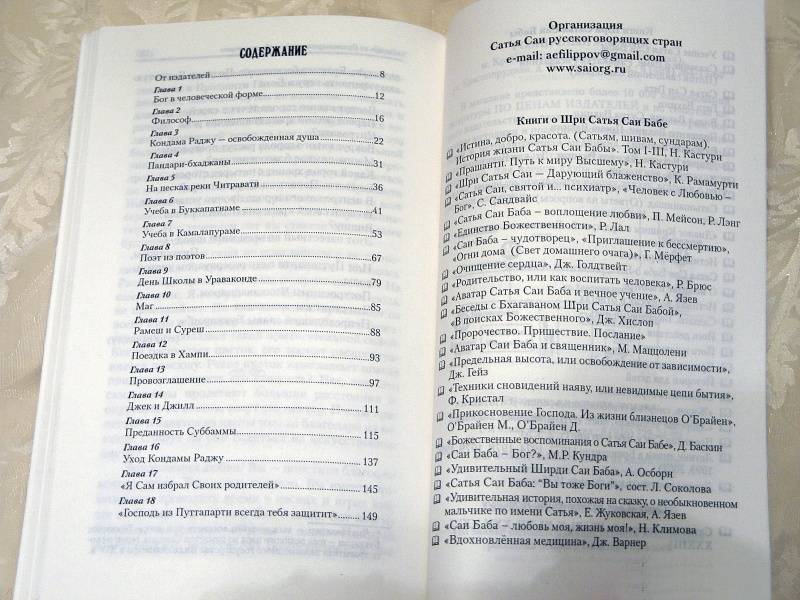 СОДЕРЖАНИЕ
От издателей 8
Глава 1
Бог в человеческой форме 12
Глава 2
Философ 16
Глава 3
Кондама Раджу — освобожденная душа 22
Глава 4
Пандари-бхаджаны 31
Глава 5
На песках реки Читравати 36
Глава 6
Учеба в Буккапатнаме 41
Глава 7
Учеба в Камалапураме 53
Глава 8
Поэт из поэтов 67
Глава 9
День Школы в Ураваконде 79
Глава 10
Маг 85
Глава 11
Рамеш и Суреш 88
Глава 12
Поездка в Хампи 93
Глава 13
Провозглашение 97
Глава 14
Джек и Джилл 111
Глава 15
Преданность Суббаммы 115
Глава 16
Уход Кондамы Раджу 137
Глава 17
«Я Сам избрал Своих родителей» 145
Глава 18
«Господь из Путтапарти всегда тебя защитит» 149
Организация
Сатья Саи русскоговорящих стран
e-mail: aefilippov@gmail.com
www.saiorg.ru
Книги о Шри Сатья Саи Бабе
«Истина, добро, красота. (Сатьям, шивам, сундарам).
История жизни Сатья Саи Бабы». Том I-III, Н. Кастури
«Прашанти. Путь к миру Высшему», Н. Кастури
«Шри Сатья Саи — Дарующий блаженство», К. Рамамурти
«Сатья Саи, святой и... психиатр», «Человек с Любовью –
Бог», С. Сандвайс
«Сатья Саи Баба – воплощение любви», П. Мейсон, Р. Лэнг
«Единство Божественности», Р. Лал
«Саи Баба – чудотворец», «Приглашение к бессмертию»,
«Огни дома (Свет домашнего очага)», Г. Мёрфет
«Очищение сердца», Дж. Голдтвейт
«Родительство, или как воспитать человека», Р. Брюс
«Аватар Сатья Саи Баба и вечное учение», А. Язев
«Беседы с Бхагаваном Шри Сатья Саи Бабой»,
«В поисках Божественного», Дж. Хислоп
«Пророчество. Пришествие. Послание»
«Аватар Саи Баба и священник», М. Маццолени
«Предельная высота, или освобождение от зависимости»,
Дж. Гейз
«Техники сновидений наяву, или невидимые цепи бытия»,
Ф. Кристал
«Прикосновение Господа. Из жизни близнецов О’Брайен»,
О’Брайен М., О’Брайен Д.
«Божественные воспоминания о Сатья Саи Бабе», Д. Баскин
«Саи Баба – Бог?», М.Р. Кундра
«Удивительный Ширди Саи Баба», А. Осборн
«Сатья Саи Баба: “Вы тоже Боги”», сост. Л. Соколова
«Удивительная история, похожая на сказку, о необыкновенном
мальчике по имени Сатья», Е. Жуковская, А. Язев
«Саи Баба – любовь моя, жизнь моя!», Н. Климова
«Вдохновлённая медицина», Дж. Варнер